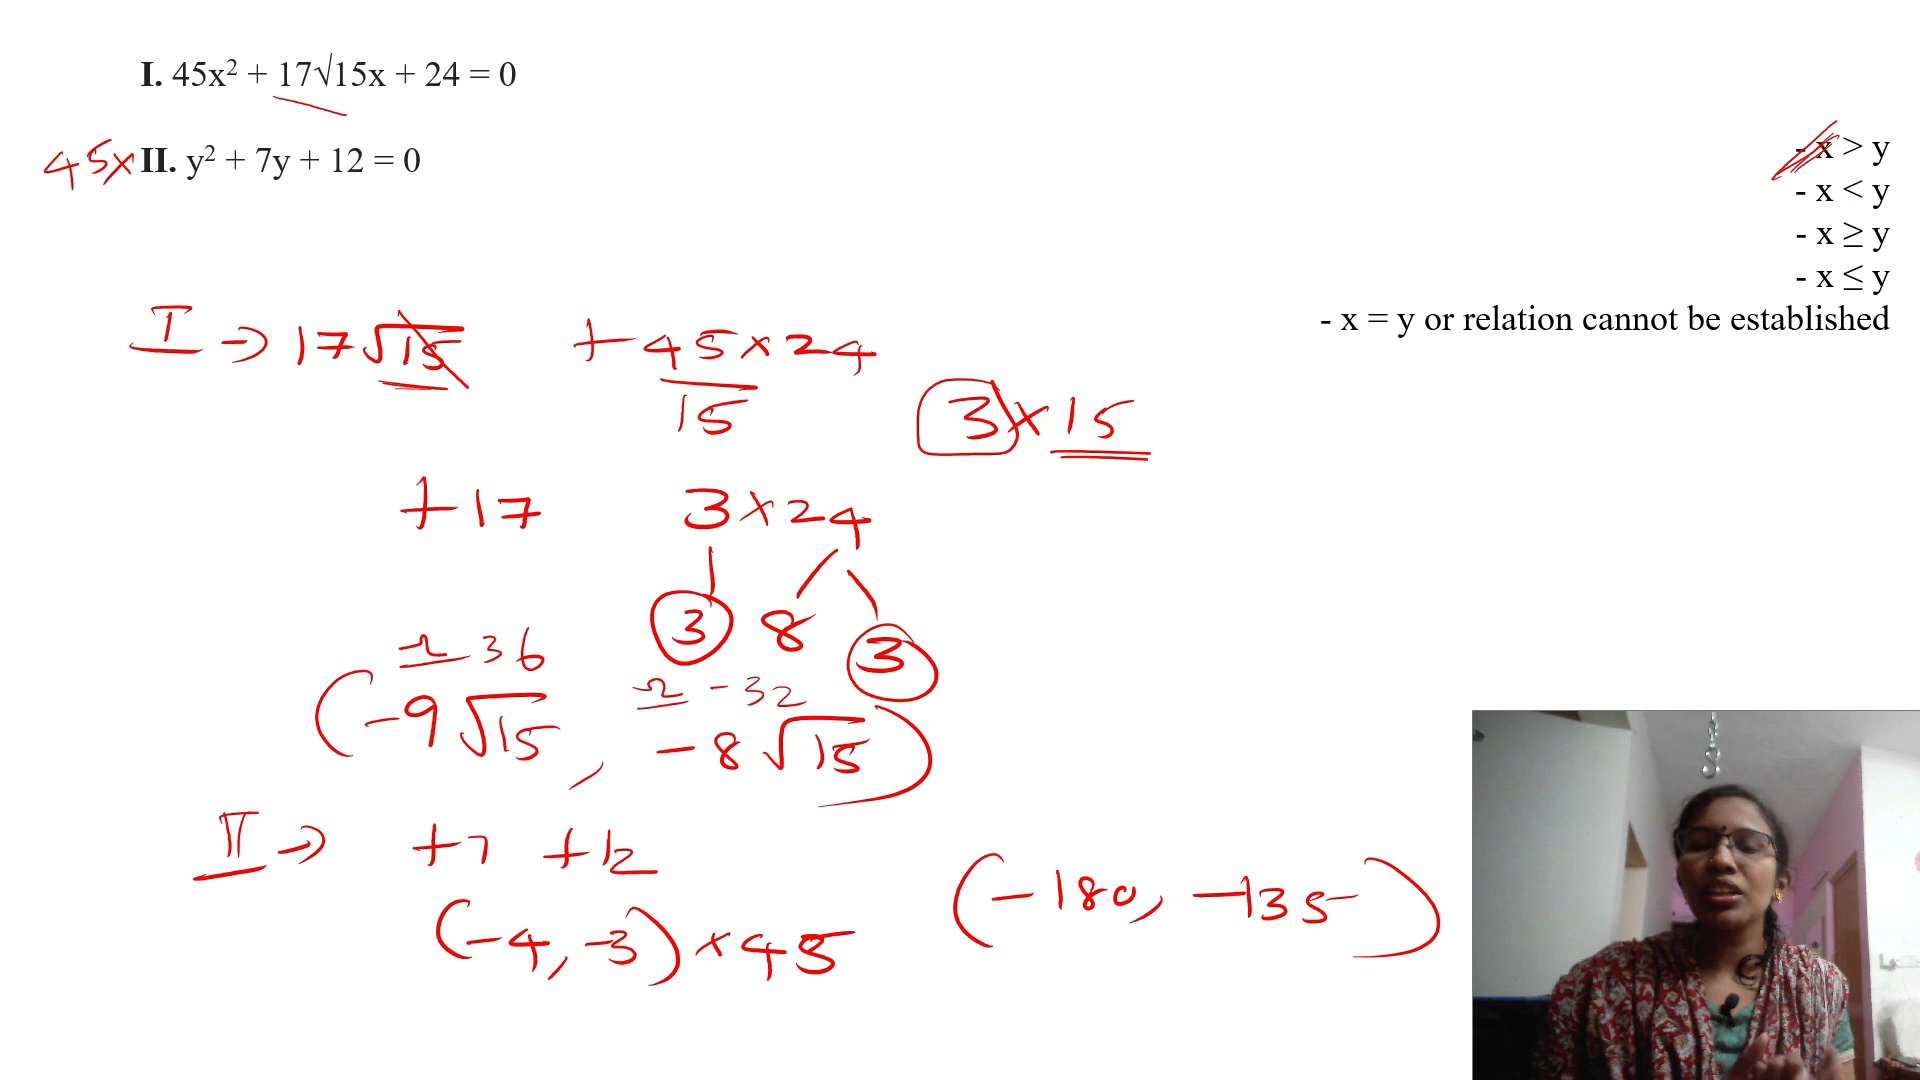 I. 45x² + 17√15x + 24 = 0
45x
II. y² + 7y + 12 = 0
- x > y
- x < y
- x ≥ y
- x ≤ y
- x = y or relation cannot be established
I → 17√15 + 45×24
15
3×15
+17 3×24
3 8 3
~ 36
~ -32
(-9√15, -8√15)
II → +7 +12
(-4, -3) × 45
(-180, -135)